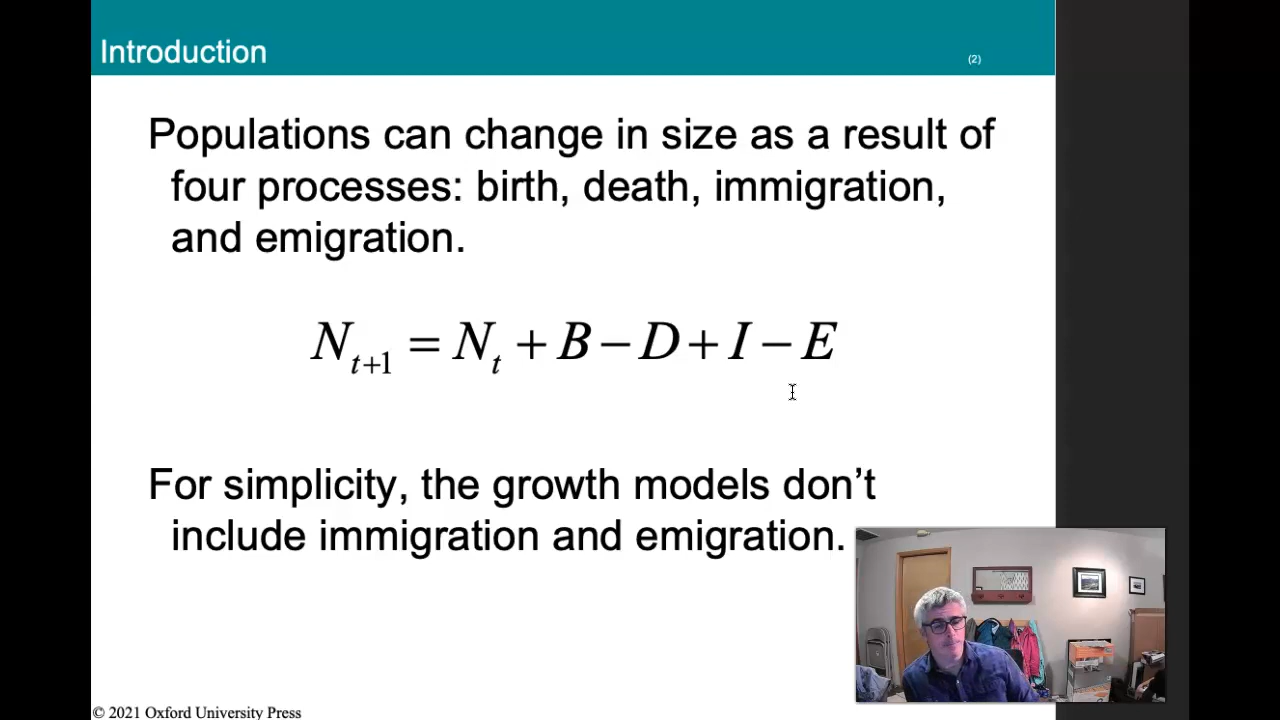 Introduction
(2)
Populations can change in size as a result of
four processes: birth, death, immigration,
and emigration.
N_{t+1} = N_t + B − D + I − E
For simplicity, the growth models don’t
include immigration and emigration.
© 2021 Oxford University Press